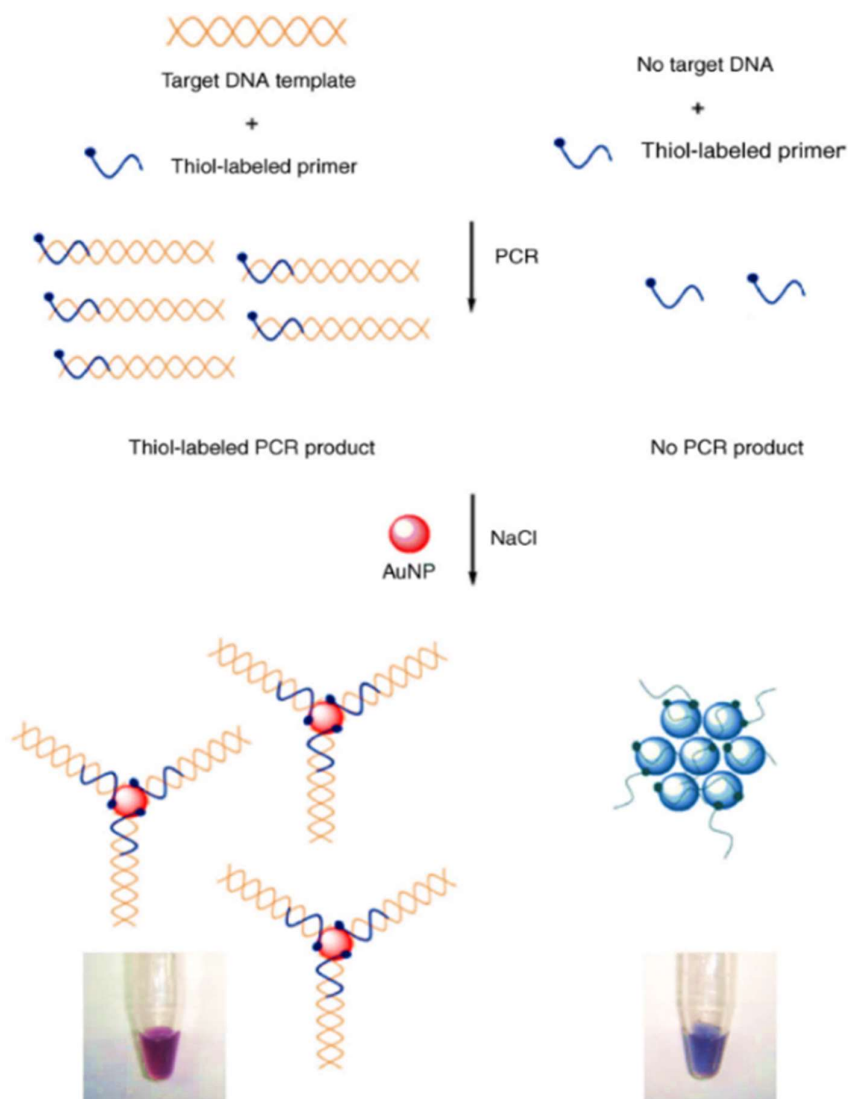 Target DNA template
+
Thiol-labeled primer
No target DNA
+
Thiol-labeled primer
PCR
Thiol-labeled PCR product
No PCR product
AuNP
NaCl